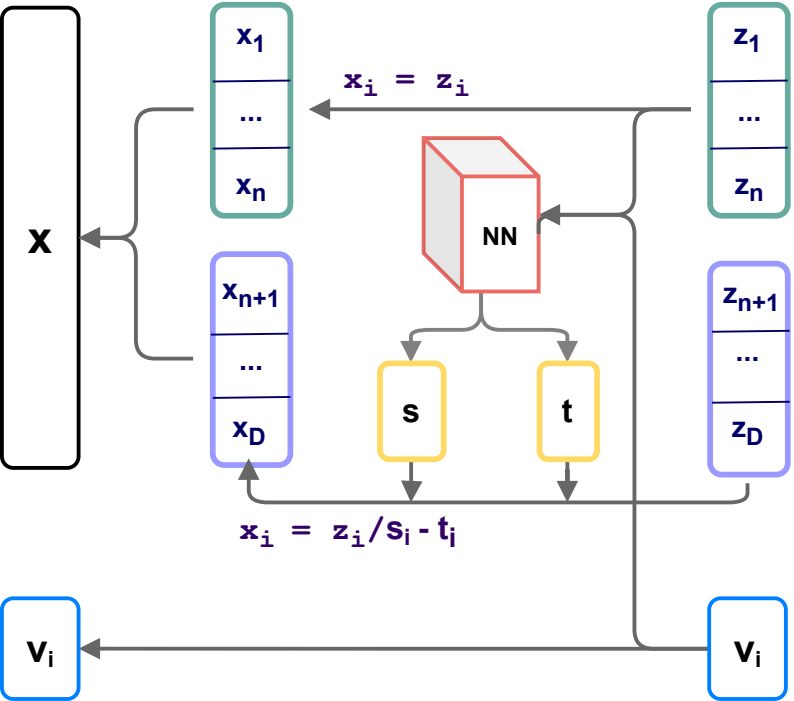 x₁
z₁
xᵢ = zᵢ
...
...
xₙ
zₙ
NN
x
xₙ₊₁
zₙ₊₁
...
...
s
t
x_D
z_D
xᵢ = zᵢ/sᵢ - tᵢ
vᵢ
vᵢ